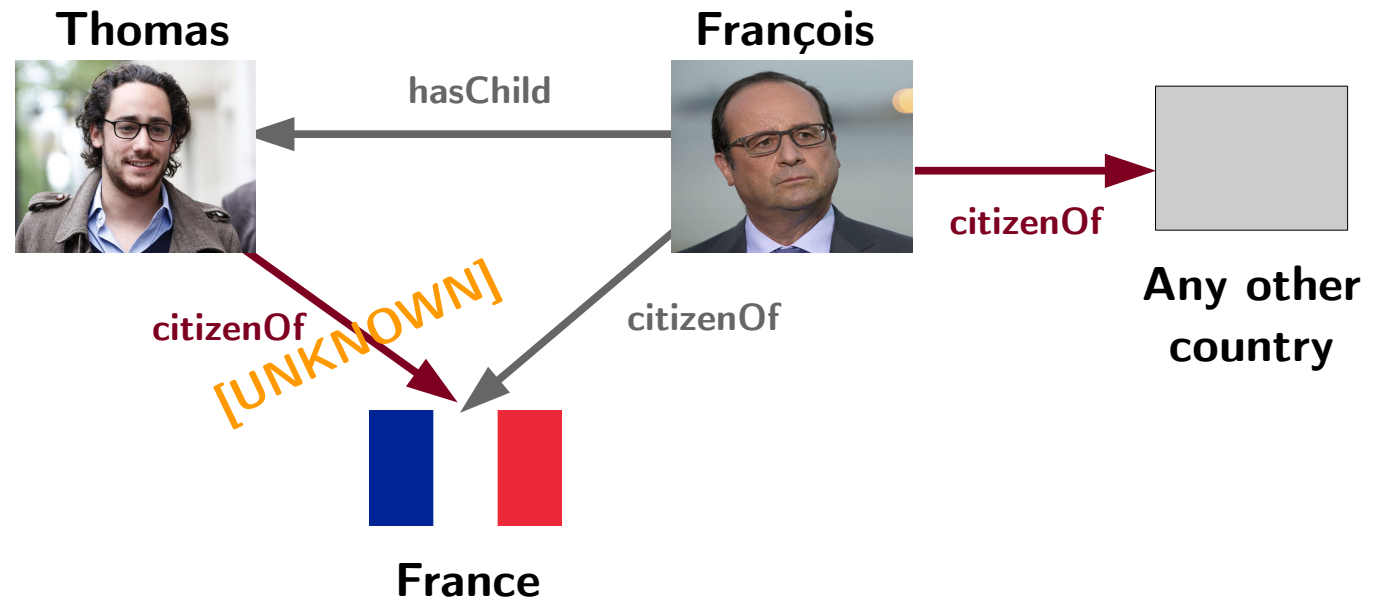 Thomas
François
hasChild
citizenOf
citizenOf
[UNKNOWN]
citizenOf
Any other
country
France